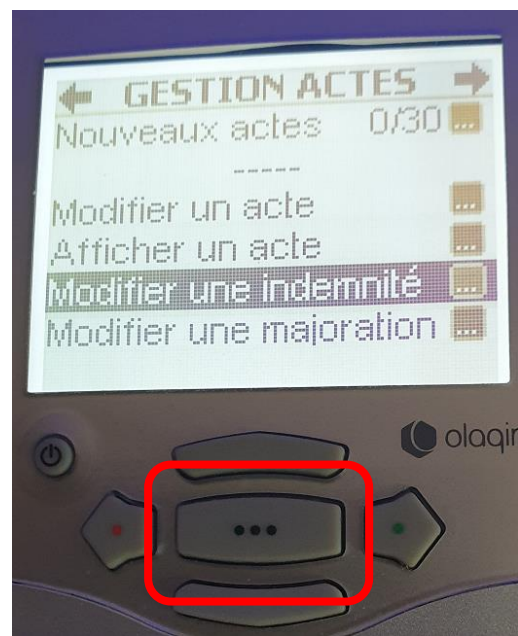 GESTION ACTES
Nouveaux actes 0/30 ...
-----
Modifier un acte ...
Afficher un acte ...
Modifier une indemnité ...
Modifier une majoration ...
olaqin